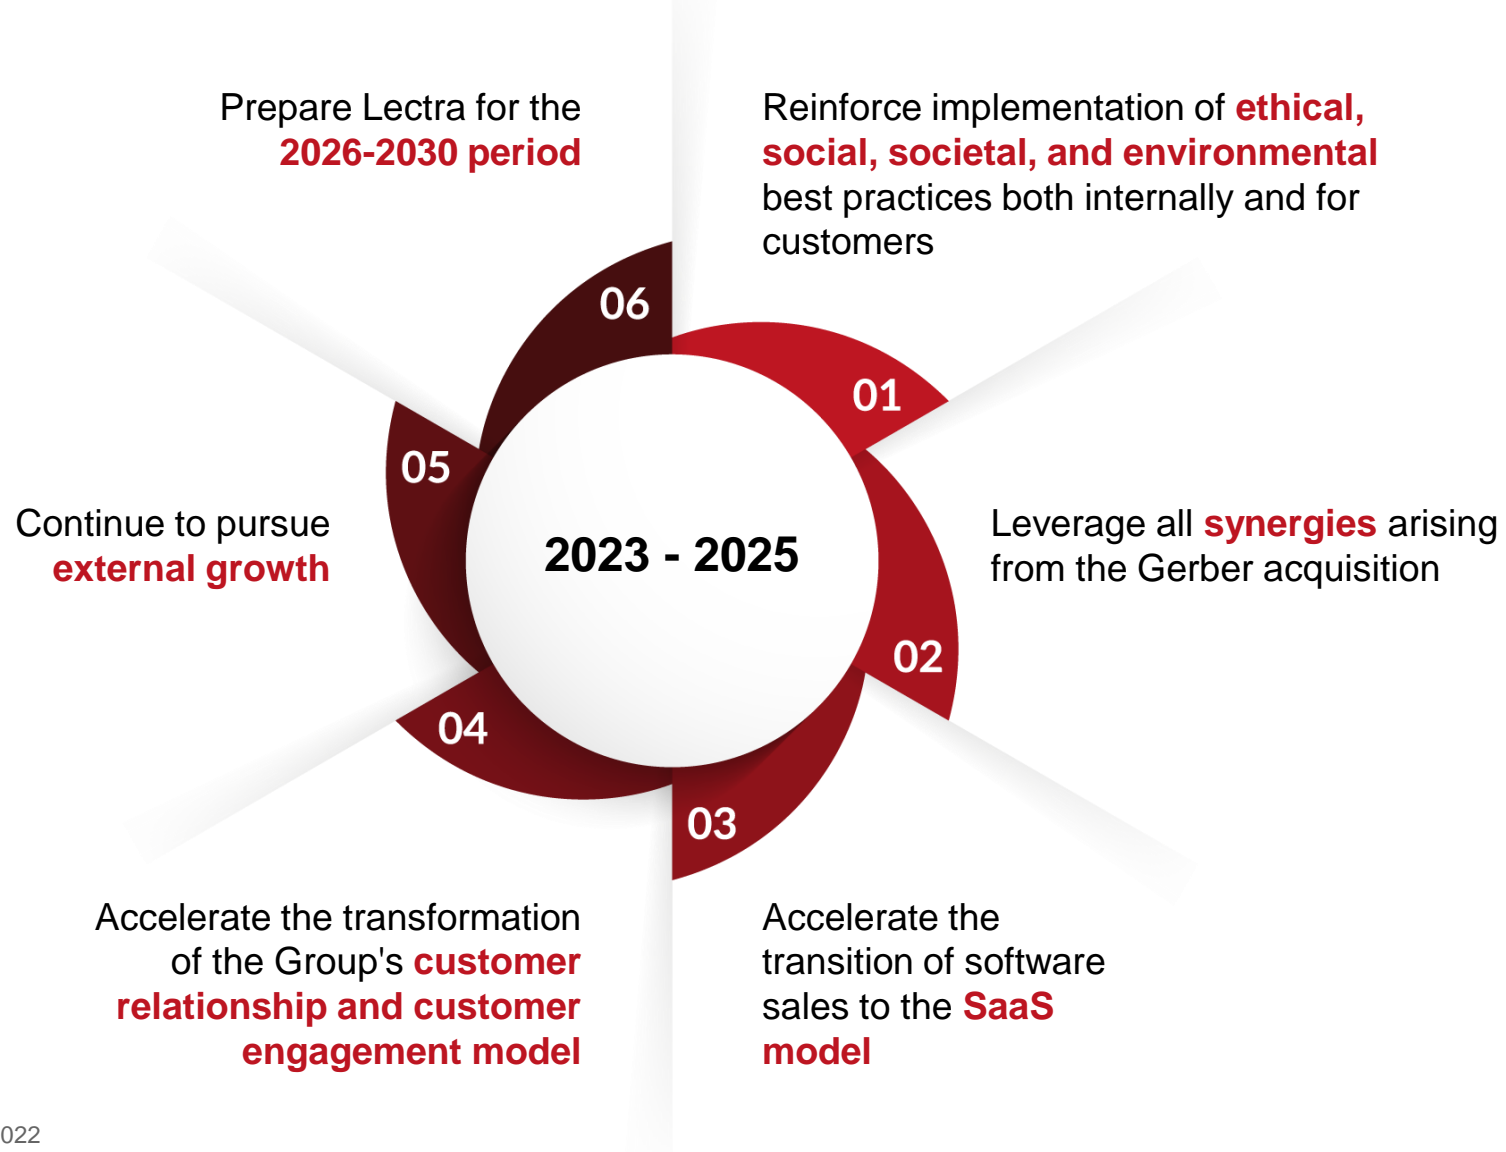 Prepare Lectra for the
2026-2030 period
Reinforce implementation of ethical,
social, societal, and environmental
best practices both internally and for
customers
06
01
05
Continue to pursue
external growth
2023 - 2025
Leverage all synergies arising
from the Gerber acquisition
02
04
03
Accelerate the transformation
of the Group's customer
relationship and customer
engagement model
Accelerate the
transition of software
sales to the SaaS
model
022